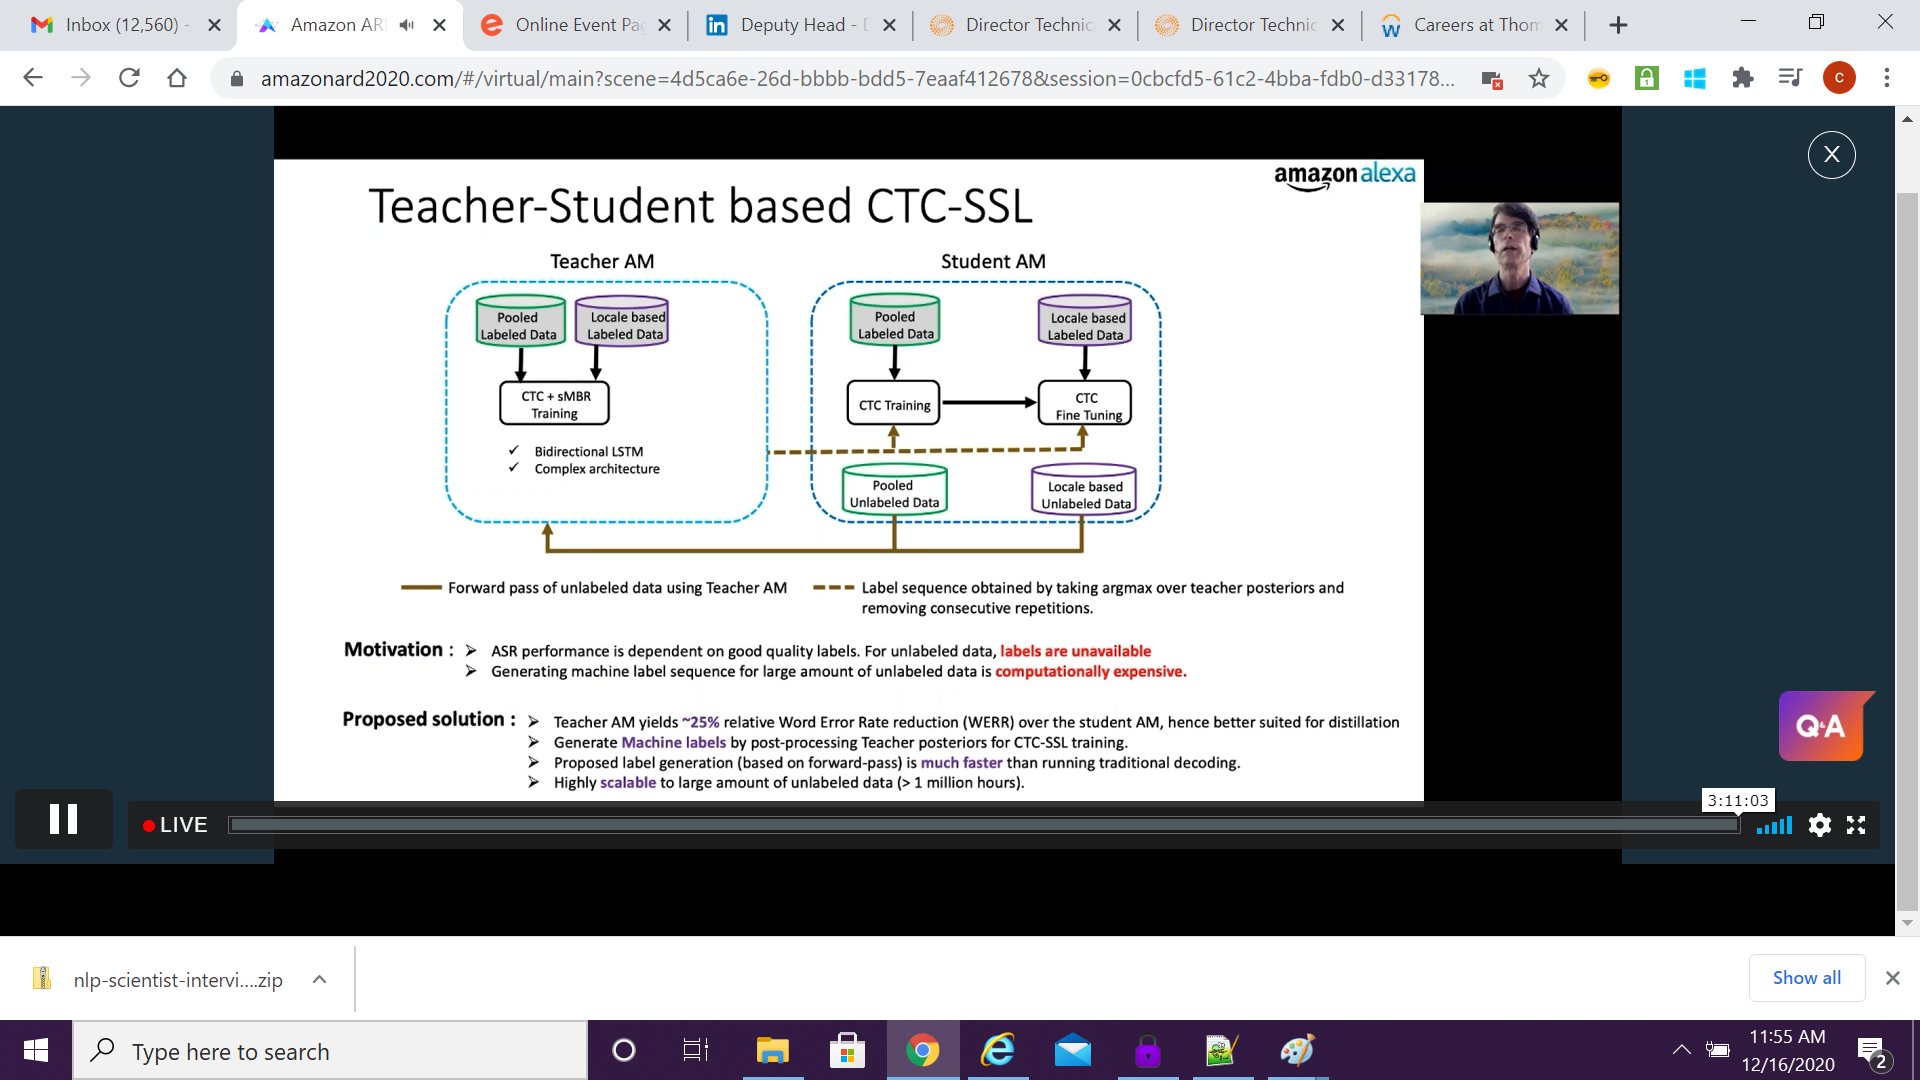 Inbox (12,560) -
Amazon AR
Online Event Pa
Deputy Head - D
Director Technic
Director Technic
Careers at Thom
amazonard2020.com/#/virtual/main?scene=4d5ca6e-26d-bbbb-bdd5-7eaaf412678&session=0cbcfd5-61c2-4bba-fdb0-d33178...
C
X
amazon alexa
Teacher-Student based CTC-SSL
Teacher AM
Student AM
Pooled
Labeled Data
Locale based
Labeled Data
Pooled
Labeled Data
Locale based
Labeled Data
CTC + sMBR
Training
CTC Training
CTC
Fine Tuning
✓ Bidirectional LSTM
✓ Complex architecture
Pooled
Unlabeled Data
Locale based
Unlabeled Data
Forward pass of unlabeled data using Teacher AM
Label sequence obtained by taking argmax over teacher posteriors and
removing consecutive repetitions.
Motivation : ➢ ASR performance is dependent on good quality labels. For unlabeled data, labels are unavailable
➢ Generating machine label sequence for large amount of unlabeled data is computationally expensive.
Proposed solution : ➢ Teacher AM yields ~25% relative Word Error Rate reduction (WERR) over the student AM, hence better suited for distillation
➢ Generate Machine labels by post-processing Teacher posteriors for CTC-SSL training.
➢ Proposed label generation (based on forward-pass) is much faster than running traditional decoding.
➢ Highly scalable to large amount of unlabeled data (> 1 million hours).
Q&A
3:11:03
LIVE
nlp-scientist-intervi....zip
Show all
Type here to search
11:55 AM
12/16/2020
2